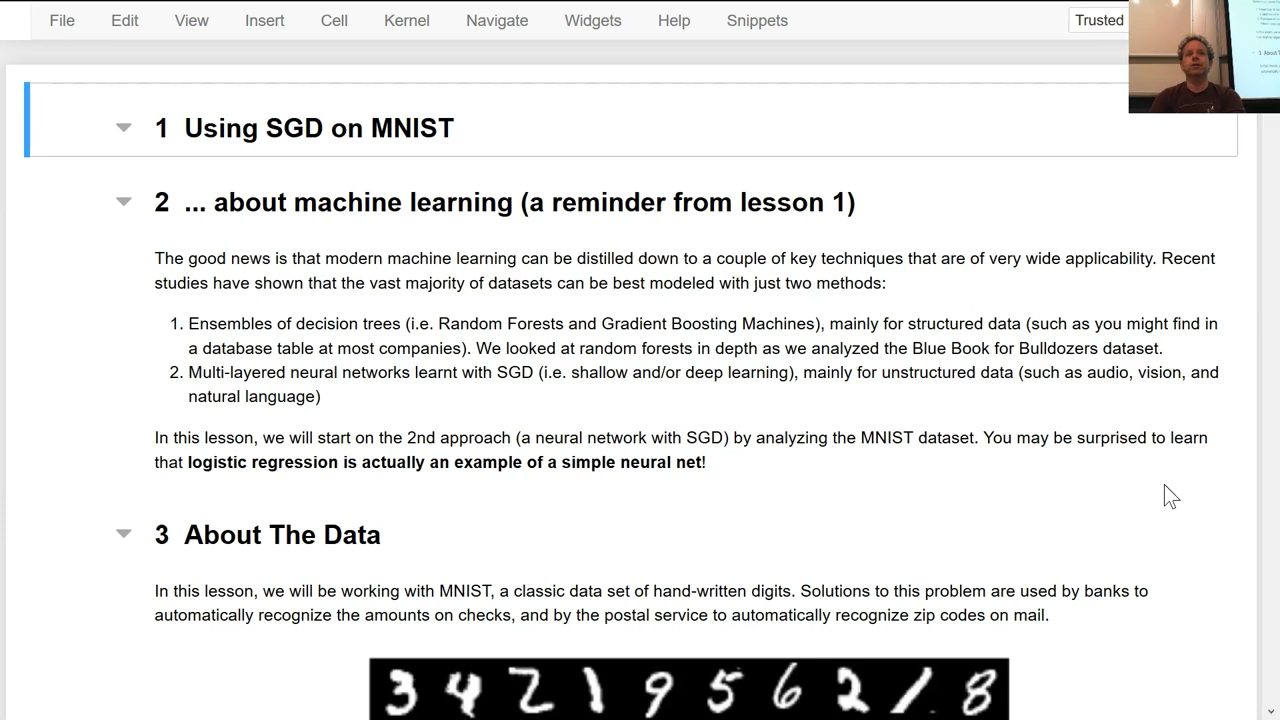 File Edit View Insert Cell Kernel Navigate Widgets Help Snippets Trusted
1 Using SGD on MNIST
2 ... about machine learning (a reminder from lesson 1)
The good news is that modern machine learning can be distilled down to a couple of key techniques that are of very wide applicability. Recent
studies have shown that the vast majority of datasets can be best modeled with just two methods:
1. Ensembles of decision trees (i.e. Random Forests and Gradient Boosting Machines), mainly for structured data (such as you might find in
a database table at most companies). We looked at random forests in depth as we analyzed the Blue Book for Bulldozers dataset.
2. Multi-layered neural networks learnt with SGD (i.e. shallow and/or deep learning), mainly for unstructured data (such as audio, vision, and
natural language)
In this lesson, we will start on the 2nd approach (a neural network with SGD) by analyzing the MNIST dataset. You may be surprised to learn
that logistic regression is actually an example of a simple neural net!
3 About The Data
In this lesson, we will be working with MNIST, a classic data set of hand-written digits. Solutions to this problem are used by banks to
automatically recognize the amounts on checks, and by the postal service to automatically recognize zip codes on mail.
3 4 2 1 9 5 6 2 1 8